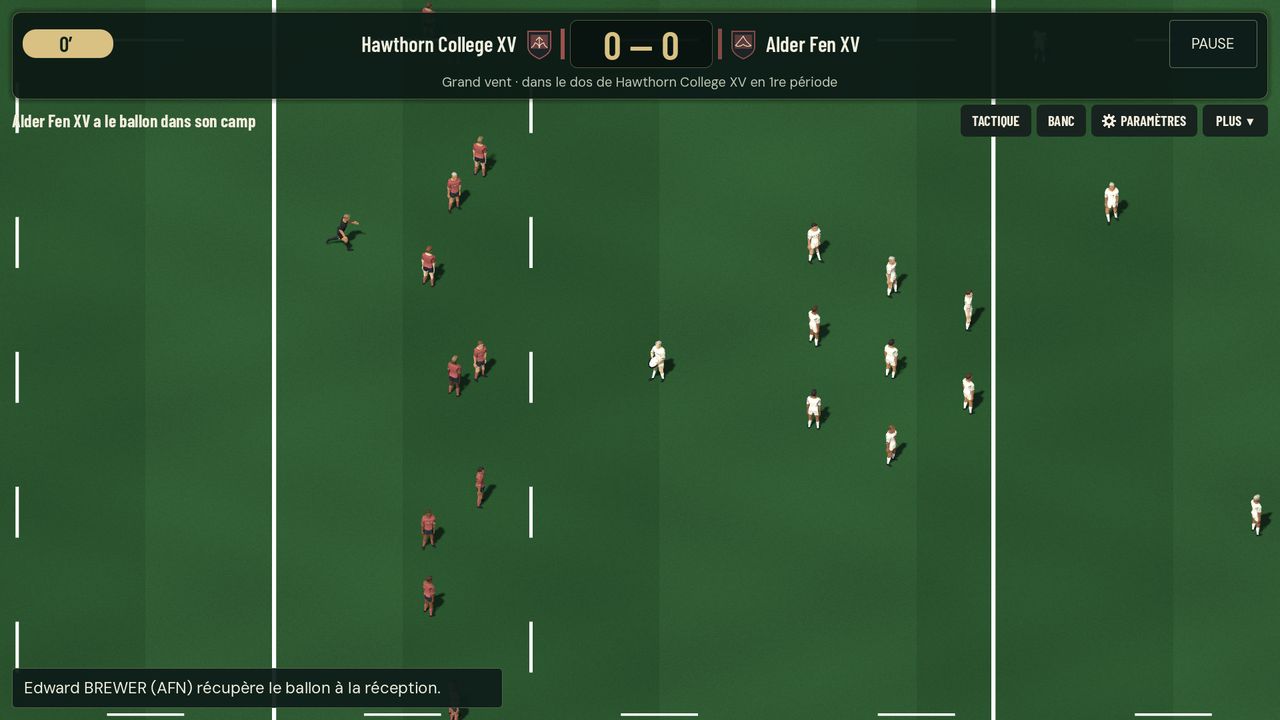 0′
Hawthorn College XV
0 – 0
Alder Fen XV
PAUSE
Grand vent · dans le dos de Hawthorn College XV en 1re période
Alder Fen XV a le ballon dans son camp
TACTIQUE
BANC
PARAMÈTRES
PLUS ▼
Edward BREWER (AFN) récupère le ballon à la réception.